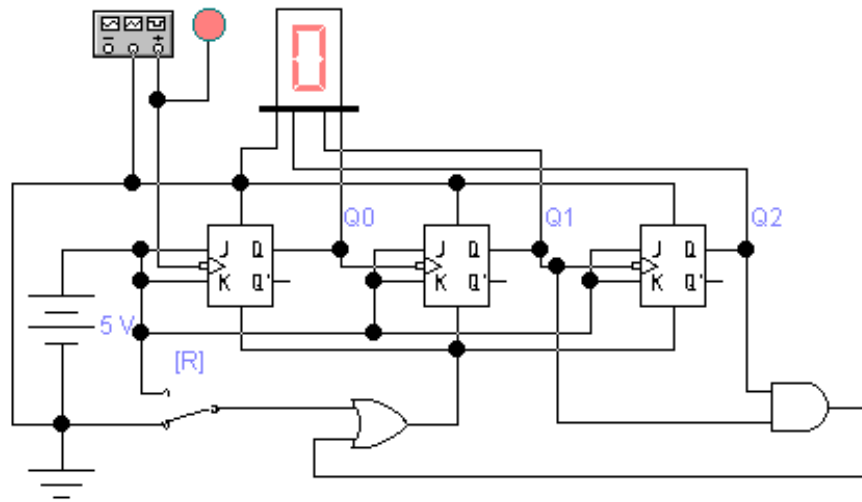 − +
0
Q0 Q1 Q2
J Q J Q J Q
K Q' K Q' K Q'
5 V
[R]